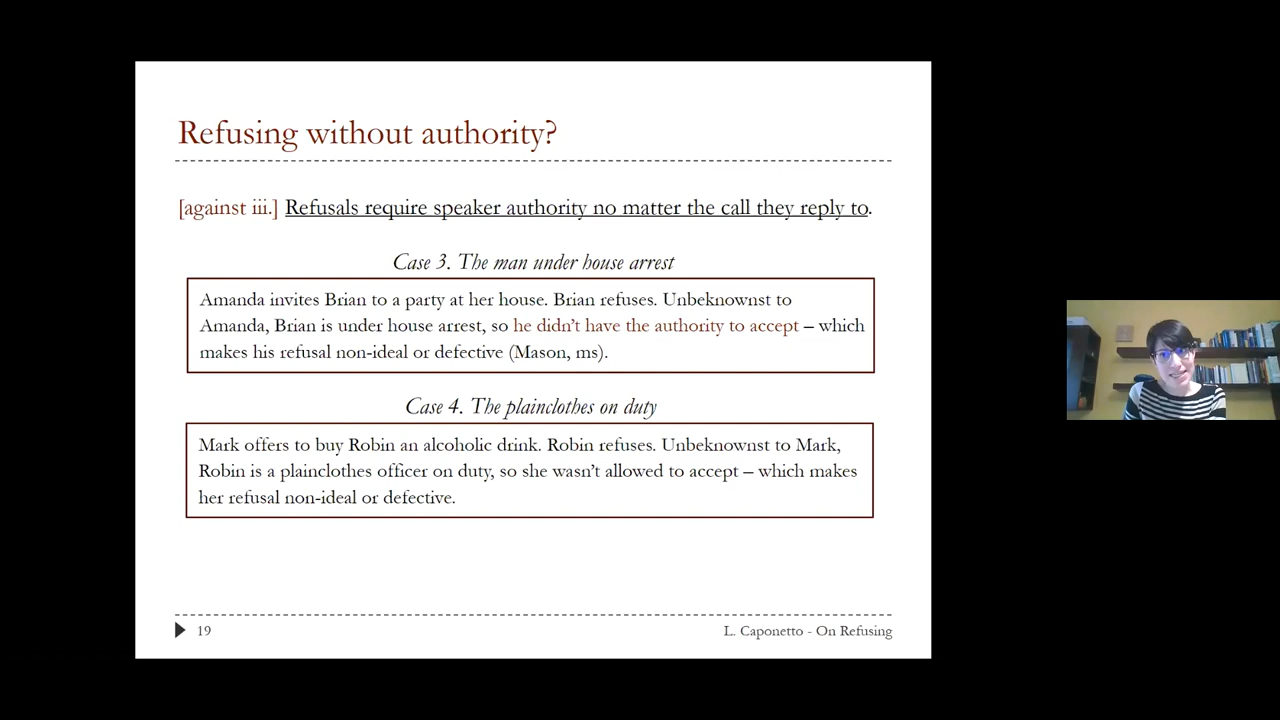 Refusing without authority?
[against iii.] Refusals require speaker authority no matter the call they reply to.
Case 3. The man under house arrest
Amanda invites Brian to a party at her house. Brian refuses. Unbeknownst to
Amanda, Brian is under house arrest, so he didn't have the authority to accept – which
makes his refusal non-ideal or defective (Mason, ms).
Case 4. The plainclothes on duty
Mark offers to buy Robin an alcoholic drink. Robin refuses. Unbeknownst to Mark,
Robin is a plainclothes officer on duty, so she wasn't allowed to accept – which makes
her refusal non-ideal or defective.
19
L. Caponetto - On Refusing